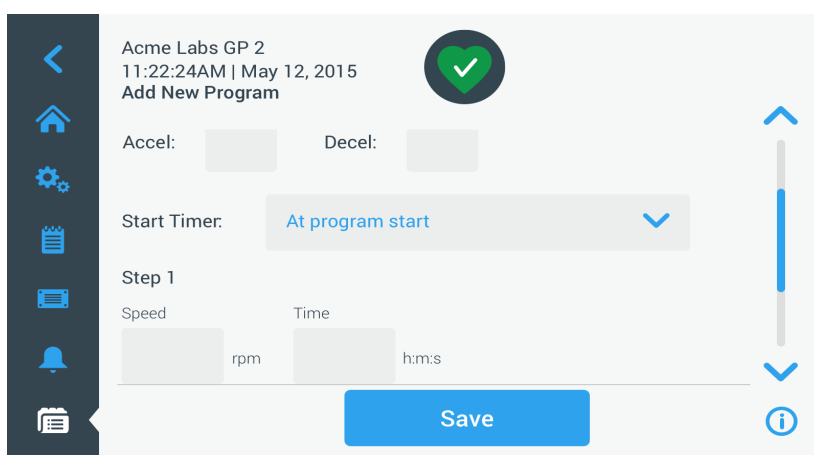 Acme Labs GP 2
11:22:24AM | May 12, 2015
Add New Program
Accel: Decel:
Start Timer: At program start
Step 1
Speed Time
rpm h:m:s
Save